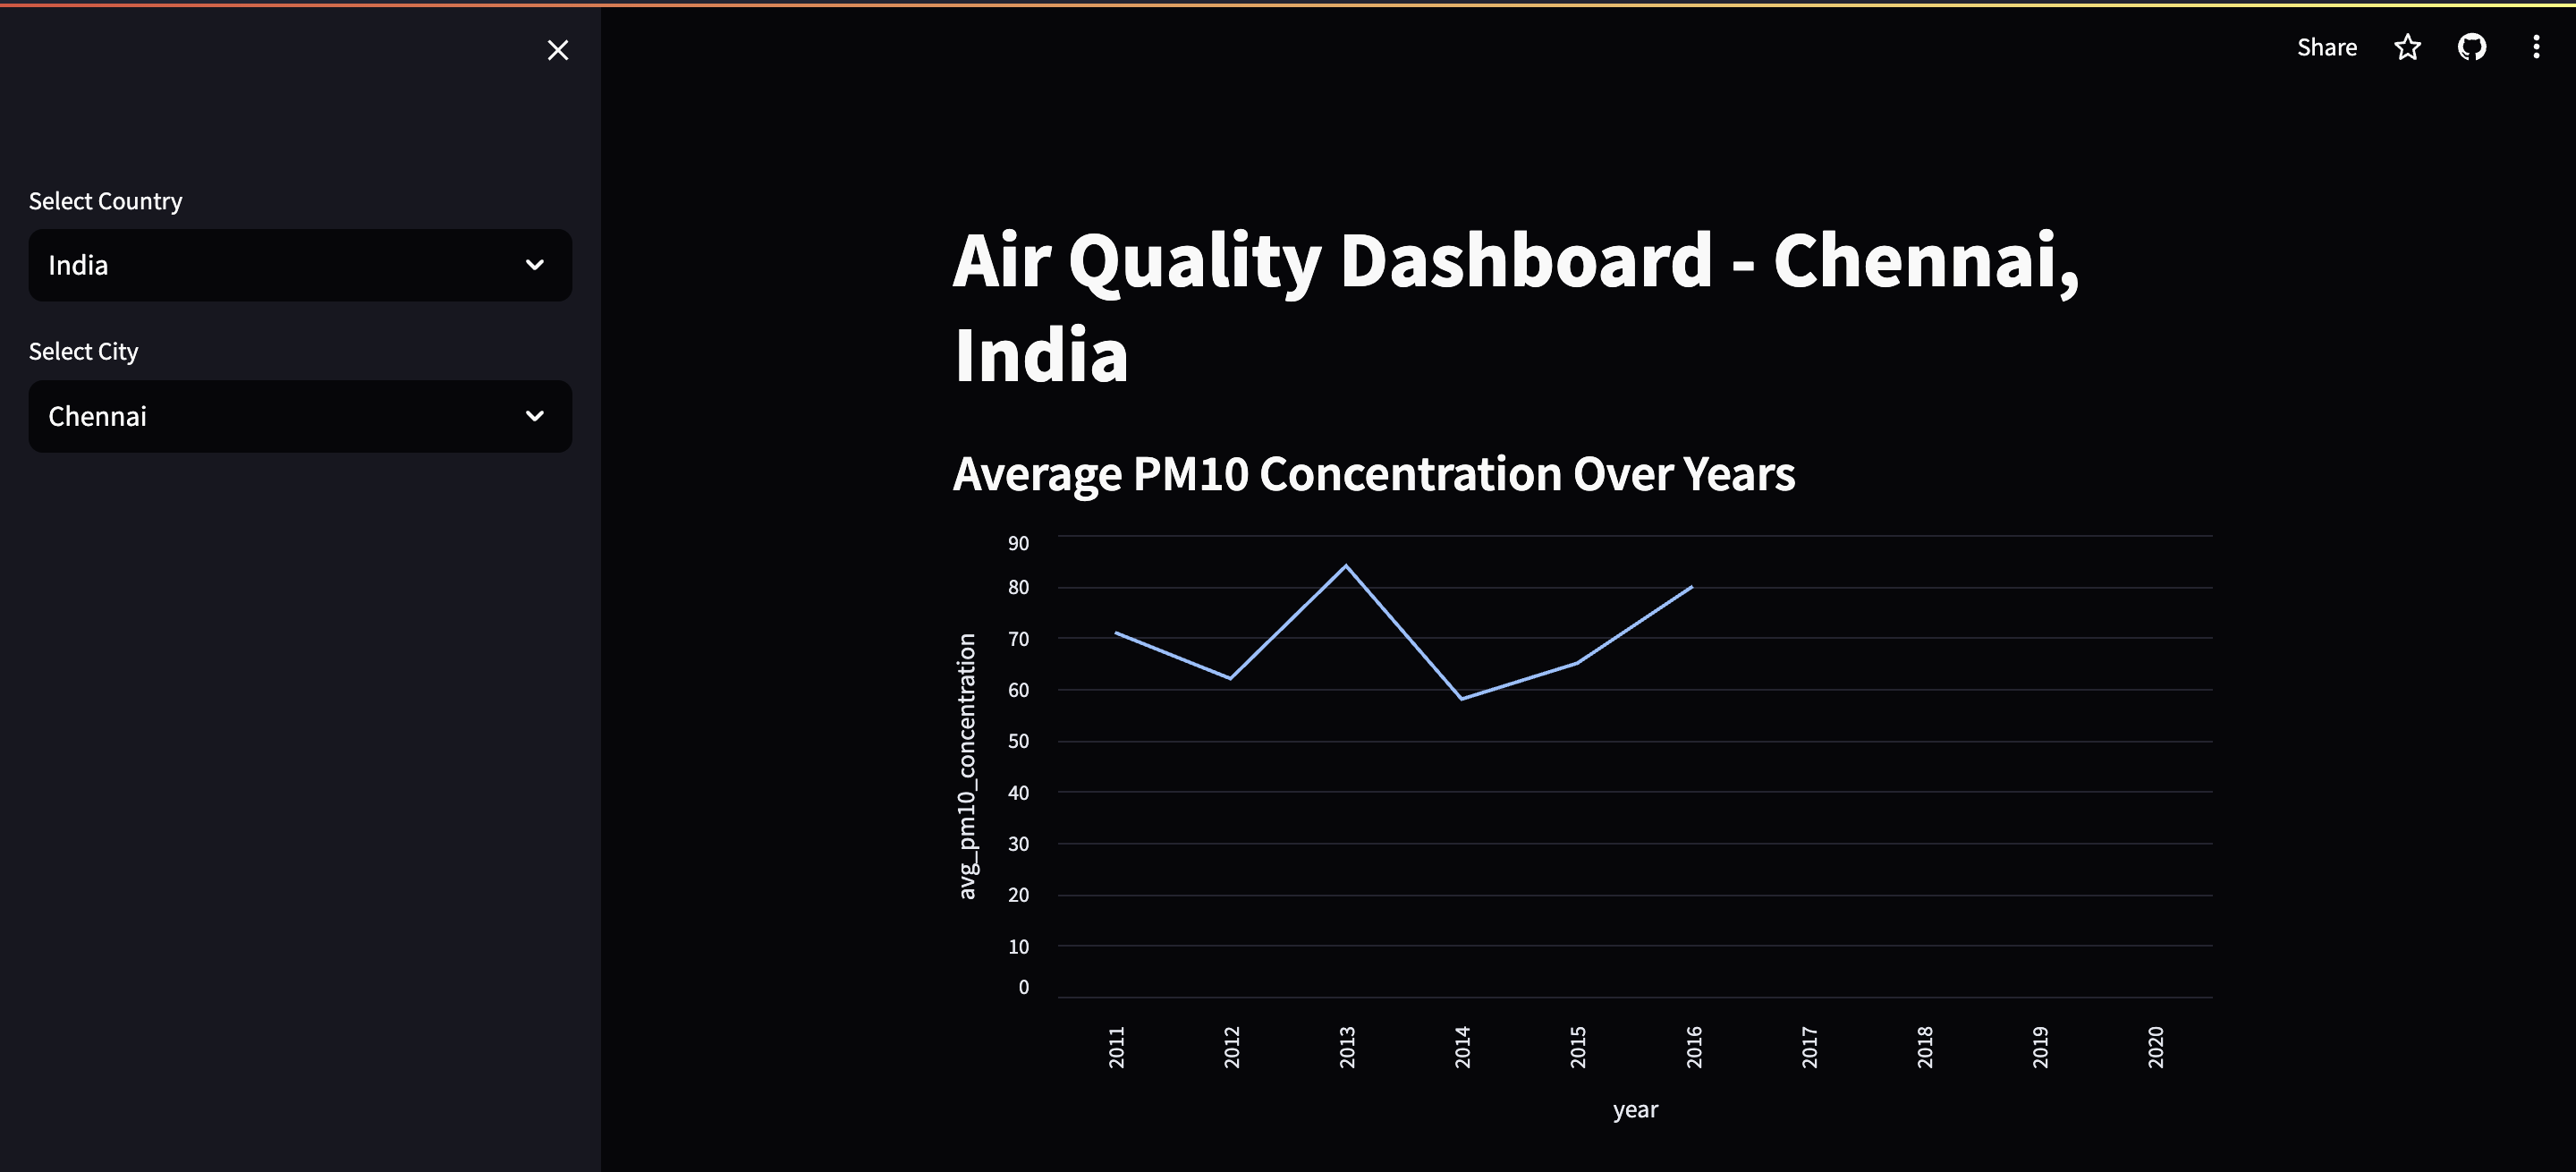 Share
Select Country
India
Select City
Chennai
Air Quality Dashboard - Chennai,
India
Average PM10 Concentration Over Years
90
80
70
60
50
40
30
20
10
0
avg_pm10_concentration
2011
2012
2013
2014
2015
2016
2017
2018
2019
2020
year